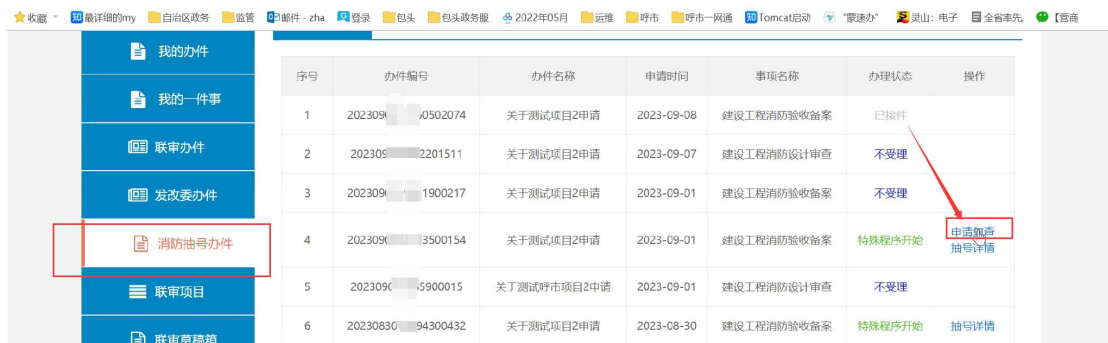 收藏 知 最详细的my 自治区政务 监管 邮件 - zha 登录 包头 包头政务服 2022年05月 运维 呼市 呼市一网通 知 Tomcat启动 “蒙速办” 灵山：电子 全省率先 【营商
我的办件
我的一件事
联审办件
发改委办件
消防抽号办件
联审项目
联审草稿箱
序号 办件编号 办件名称 申请时间 事项名称 办理状态 操作
1 202309 0502074 关于测试项目2申请 2023-09-08 建设工程消防验收备案 已接件
2 202309 2201511 关于测试项目2申请 2023-09-07 建设工程消防设计审查 不受理
3 202309 1900217 关于测试项目2申请 2023-09-01 建设工程消防验收备案 不受理
4 202309 3500154 关于测试项目2申请 2023-09-01 建设工程消防验收备案 特殊程序开始 申请 查
抽号详情
5 202309 5900015 关于测试呼市项目2申请 2023-09-01 建设工程消防设计审查 不受理
6 20230830 94300432 关于测试项目2申请 2023-08-30 建设工程消防验收备案 特殊程序开始 抽号详情